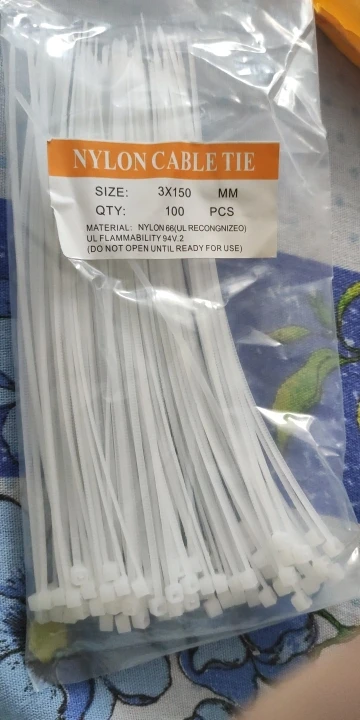 NYLON CABLE TIE
SIZE: 3X150 MM
QTY: 100 PCS
MATERIAL: NYLON 66(UL RECONGNIZEO)
UL FLAMMABILITY 94V.2
(DO NOT OPEN UNTIL READY FOR USE)